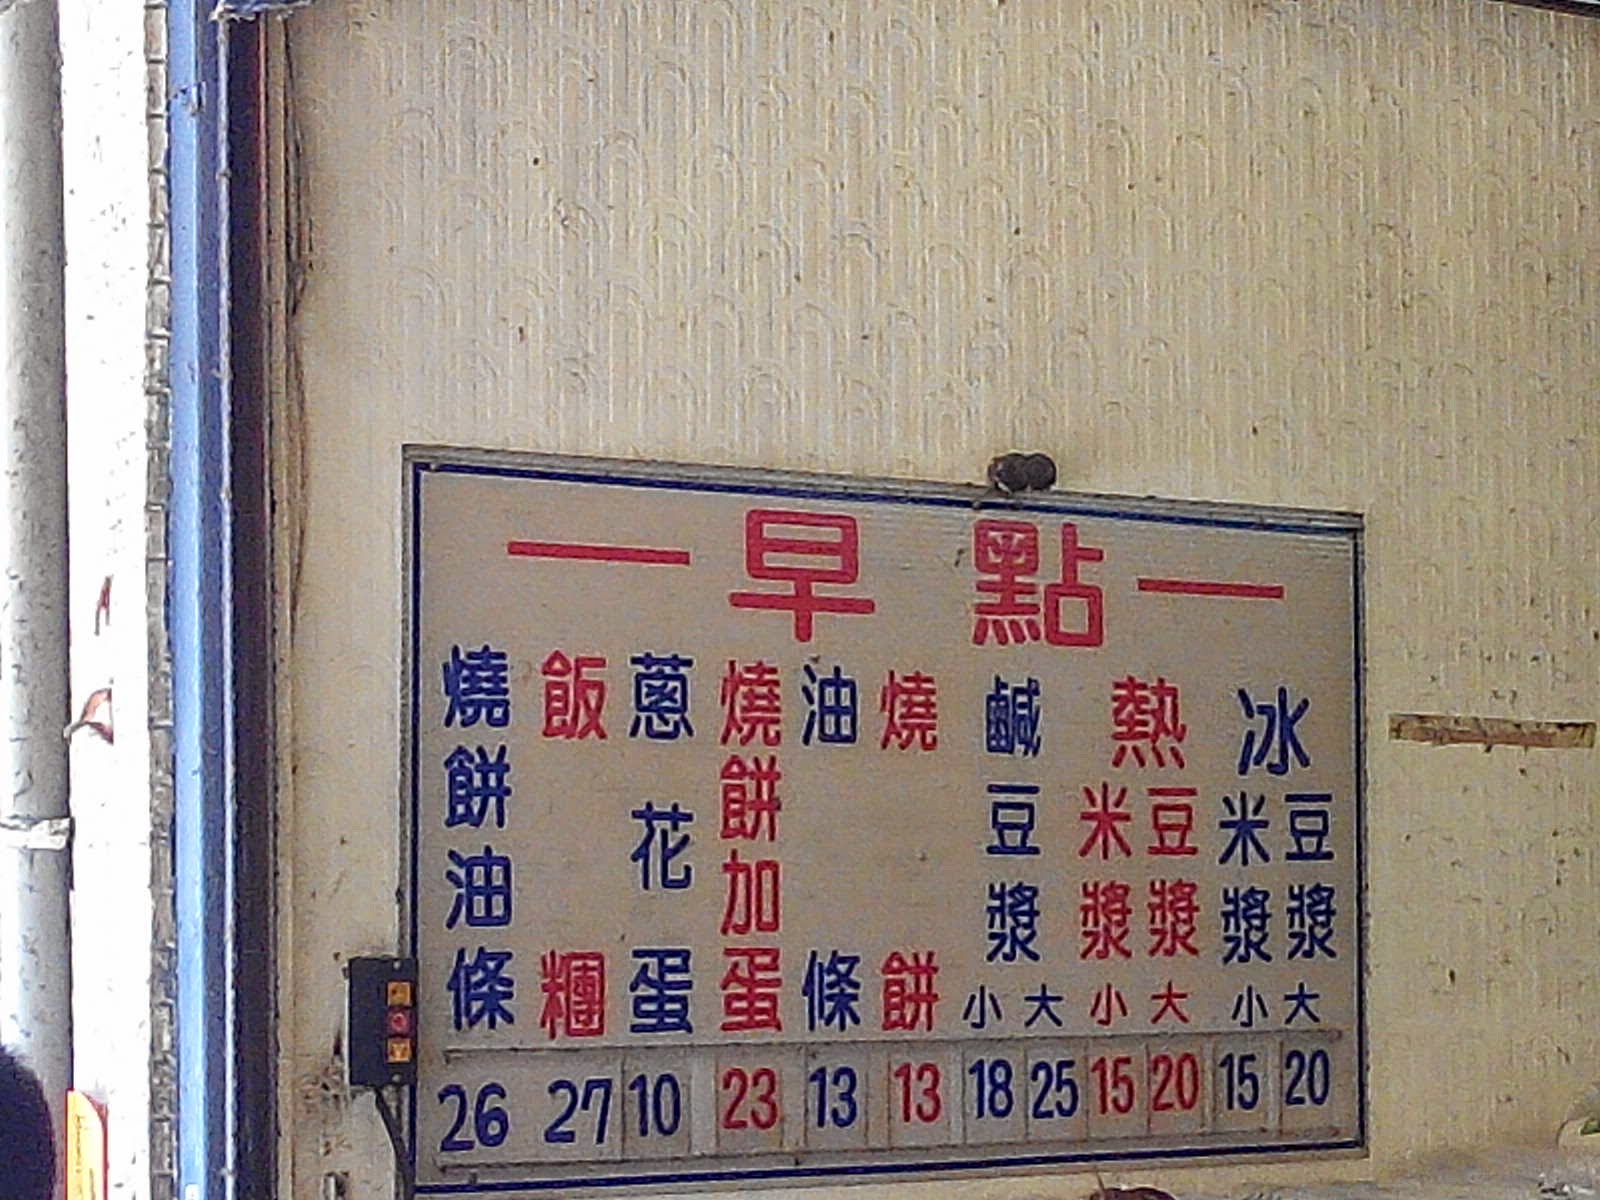 早點
冰 豆漿 米漿 大 20 小 15
熱 豆漿 米漿 大 20 小 15
鹹豆漿 大 25 小 18
燒餅 13
油條 13
燒餅加蛋 23
蔥花蛋 10
飯糰 27
燒餅油條 26